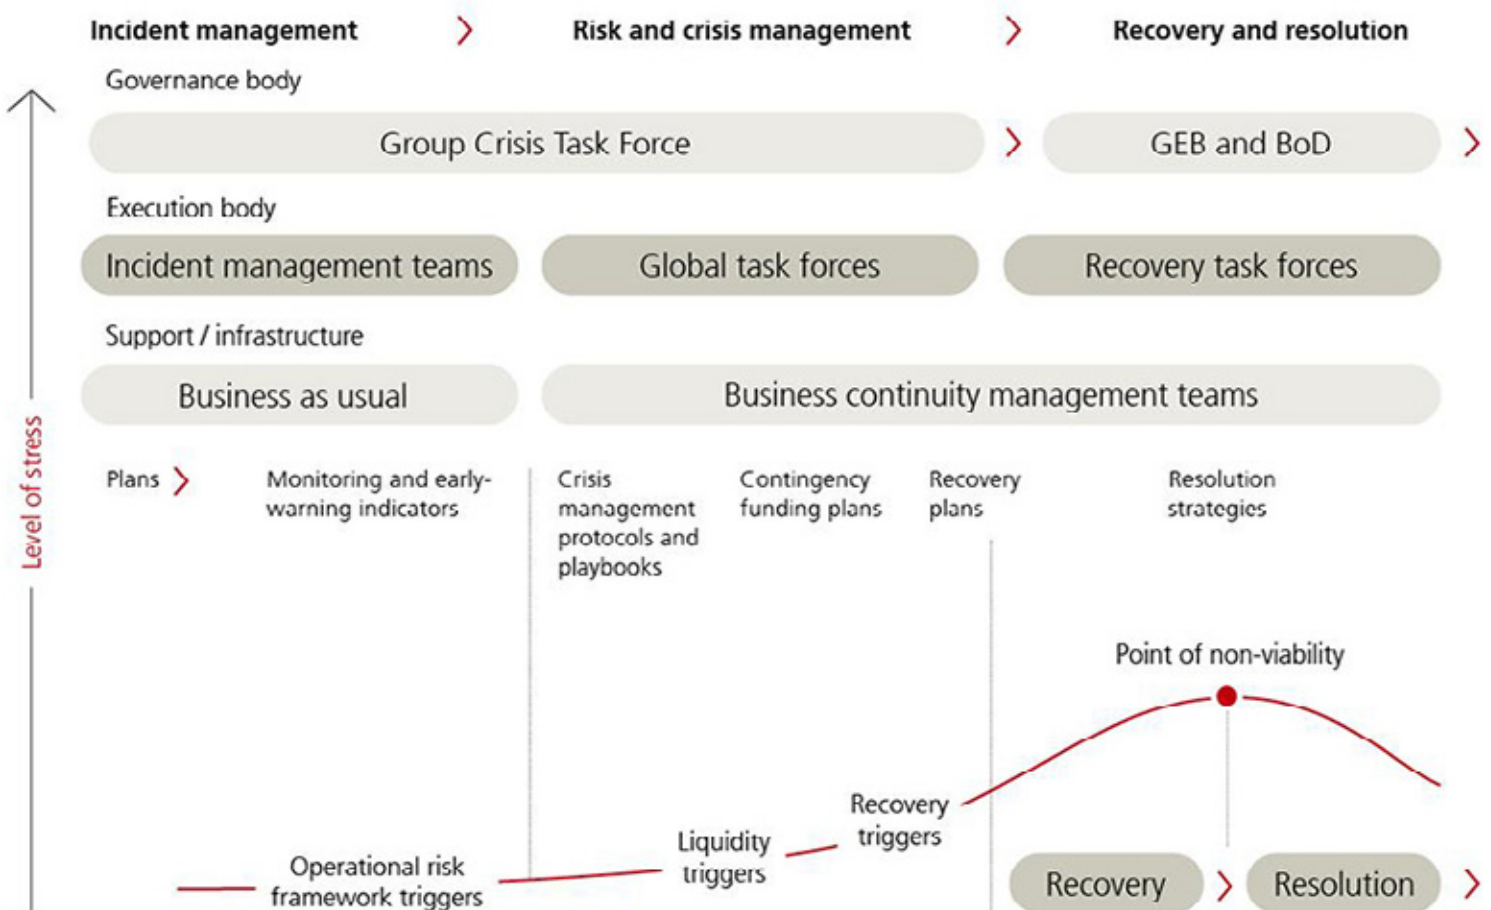 Incident management
Risk and crisis management
Recovery and resolution
Governance body
Group Crisis Task Force
GEB and BoD
Execution body
Incident management teams
Global task forces
Recovery task forces
Support / infrastructure
Business as usual
Business continuity management teams
Level of stress
Plans
Monitoring and early-
warning indicators
Crisis
management
protocols and
playbooks
Contingency
funding plans
Recovery
plans
Resolution
strategies
Point of non-viability
Recovery
triggers
Liquidity
triggers
Operational risk
framework triggers
Recovery
Resolution